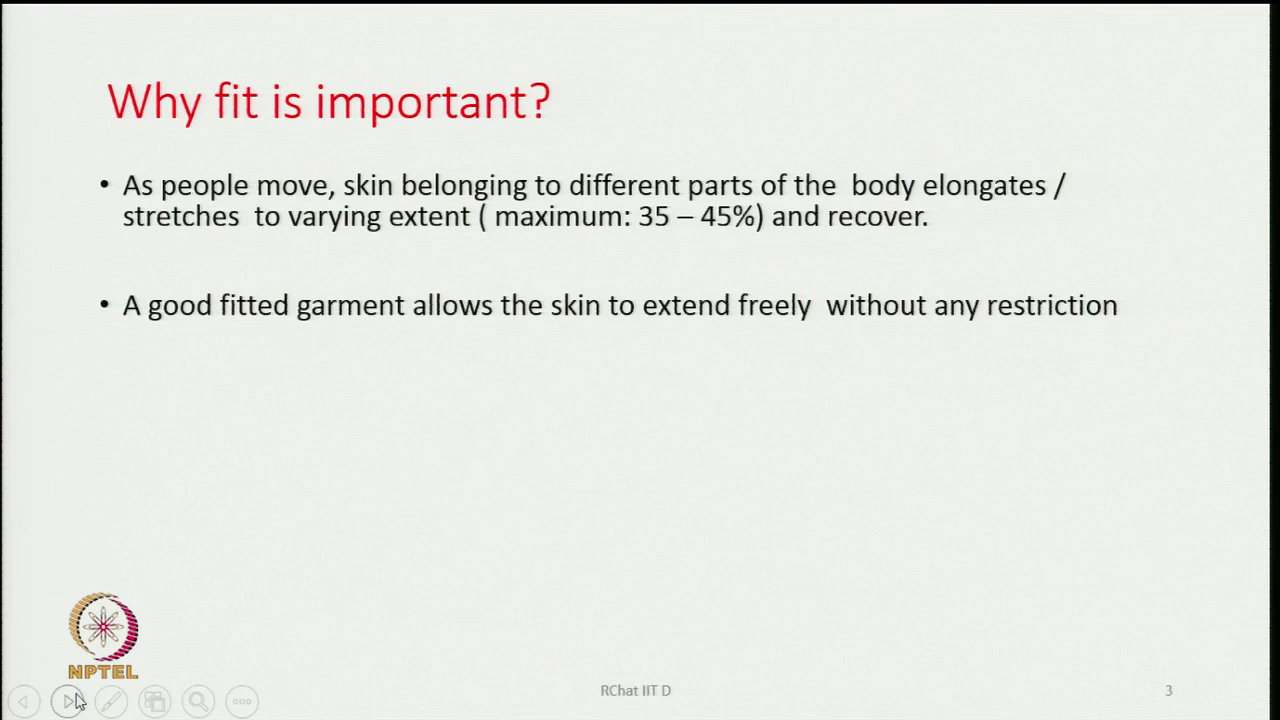 Why fit is important?
• As people move, skin belonging to different parts of the body elongates /
stretches to varying extent ( maximum: 35 – 45%) and recover.
• A good fitted garment allows the skin to extend freely without any restriction
NPTEL
RChat IIT D
3